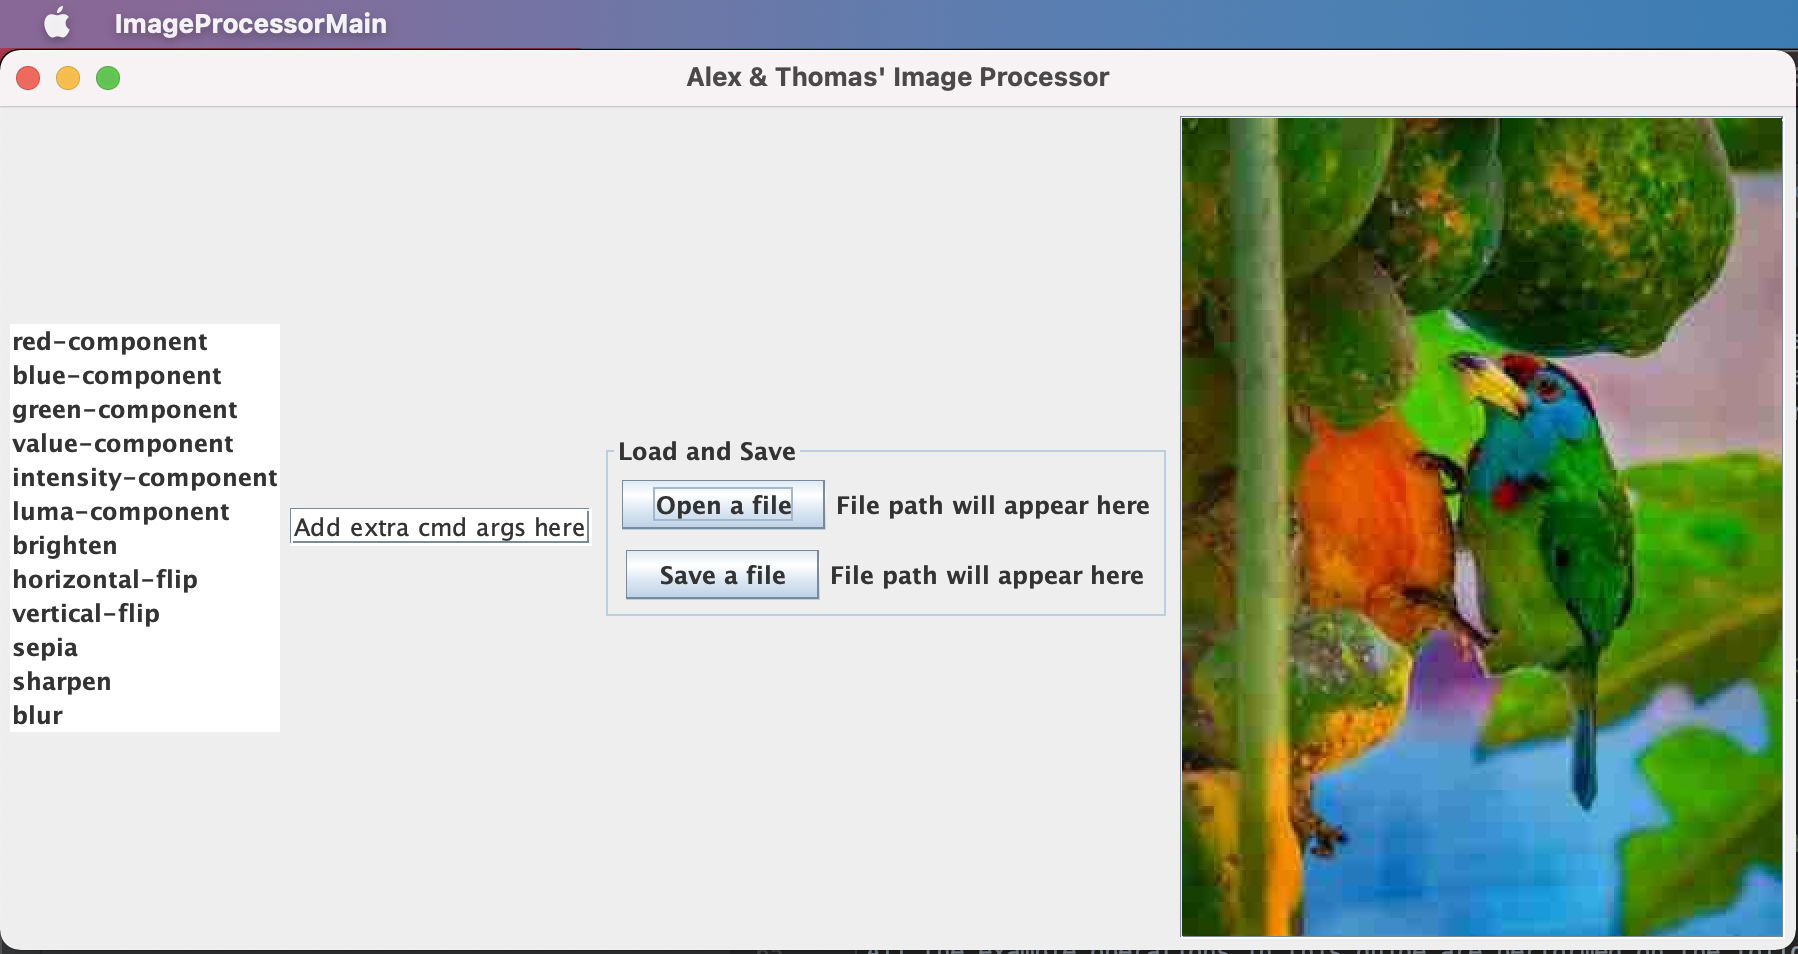 ImageProcessorMain
Alex & Thomas' Image Processor
red-component
blue-component
green-component
value-component
intensity-component
luma-component
brighten
horizontal-flip
vertical-flip
sepia
sharpen
blur
Add extra cmd args here
Load and Save
Open a file File path will appear here
Save a file File path will appear here